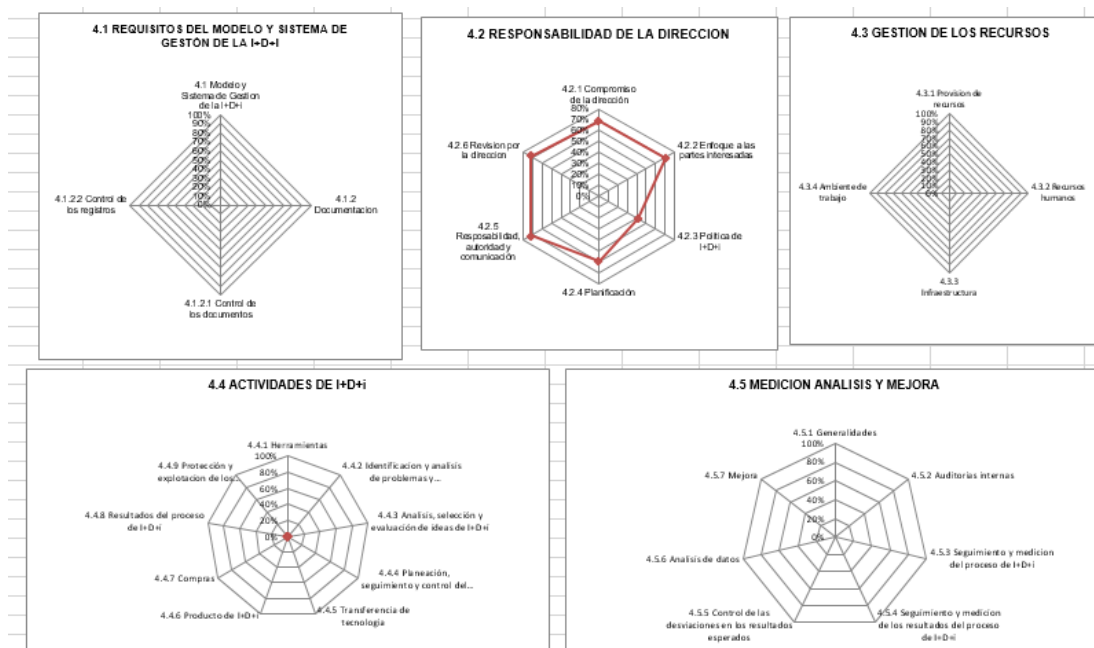 4.1 REQUISITOS DEL MODELO Y SISTEMA DE
GESTÓN DE LA I+D+I
4.1 Modelo y
Sistema de Gestion
de la I+D+i
100%
90%
80%
70%
60%
50%
40%
30%
20%
10%
0%
4.1.2
Documentacion
4.1.2.1 Control de
los documentos
4.1.2.2 Control de
los registros
4.2 RESPONSABILIDAD DE LA DIRECCION
4.2.1 Compromiso
de la dirección
80%
70%
60%
50%
40%
30%
20%
10%
0%
4.2.2 Enfoque a las
partes interesadas
4.2.3 Politica de
I+D+i
4.2.4 Planificación
4.2.5
Resposabilidad,
autoridad y
comunicación
4.2.6 Revision por
la direccion
4.3 GESTION DE LOS RECURSOS
4.3.1 Provision de
recursos
100%
90%
80%
70%
60%
50%
40%
30%
20%
10%
0%
4.3.2 Recursos
humanos
4.3.3
Infraestructura
4.3.4 Ambiente de
trabajo
4.4 ACTIVIDADES DE I+D+i
4.4.1 Herramientas
100%
80%
60%
40%
20%
0%
4.4.2 Identificacion y analisis
de problemas y...
4.4.3 Analisis, selección y
evaluación de ideas de I+D+i
4.4.4 Planeación,
seguimiento y control del...
4.4.5 Transferencia de
tecnologia
4.4.6 Producto de I+D+i
4.4.7 Compras
4.4.8 Resultados del proceso
de I+D+i
4.4.9 Protección y
explotacion de los...
4.5 MEDICION ANALISIS Y MEJORA
4.5.1 Generalidades
100%
80%
60%
40%
20%
0%
4.5.2 Auditorias internas
4.5.3 Seguimiento y medicion
del proceso de I+D+i
4.5.4 Seguimiento y medicion
de los resultados del proceso
de I+D+i
4.5.5 Control de las
desviaciones en los resultados
esperados
4.5.6 Analisis de datos
4.5.7 Mejora